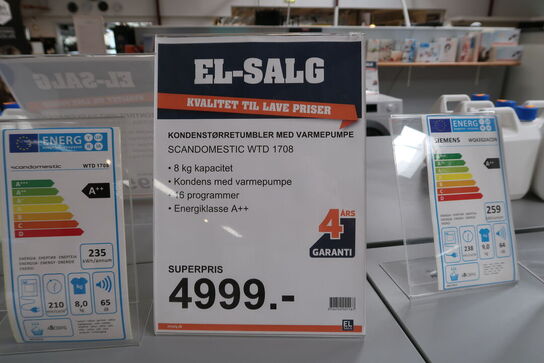 EL-SALG
KVALITET TIL LAVE PRISER
KONDENSTØRRETUMBLER MED VARMEPUMPE
SCANDOMESTIC WTD 1708
• 8 kg kapacitet
• Kondens med varmepumpe
• 16 programmer
• Energiklasse A++
4 ÅRS
GARANTI
SUPERPRIS
4999.-
EL
ENERG
scandomestic WTD 1708
A+++
A++
A+
A
B
C
D
A++
235
kWh/annum
210
8,0
65
ENERG
SIEMENS
A++
259
238
9,0
64